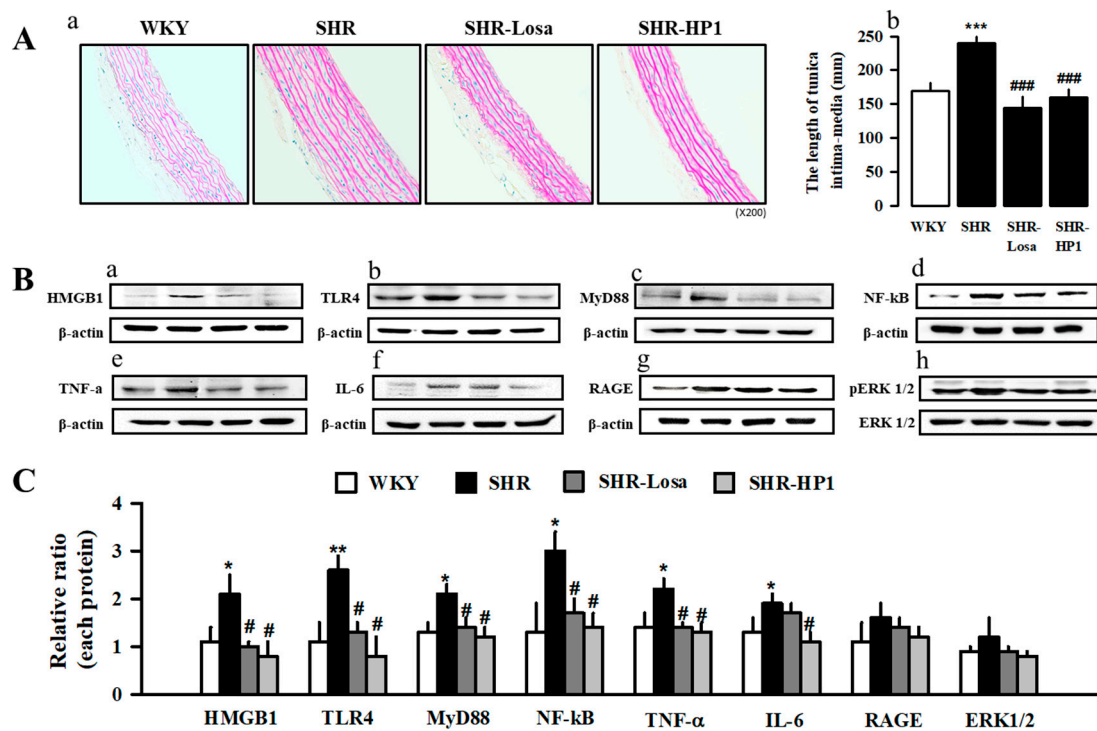 A
a
WKY
SHR
SHR-Losa
SHR-HP1
(X200)
b
The length of tunica
intima-media (mm)
250
200
150
100
50
0
***
###
###
WKY
SHR
SHR-
Losa
SHR-
HP1
B
a
HMGB1
β-actin
b
TLR4
β-actin
c
MyD88
β-actin
d
NF-kB
β-actin
e
TNF-a
β-actin
f
IL-6
β-actin
g
RAGE
β-actin
h
pERK 1/2
ERK 1/2
C
WKY
SHR
SHR-Losa
SHR-HP1
Relative ratio
(each protein)
4
3
2
1
0
* # #
** # #
* # #
* # #
* # #
* #
HMGB1
TLR4
MyD88
NF-kB
TNF-α
IL-6
RAGE
ERK1/2